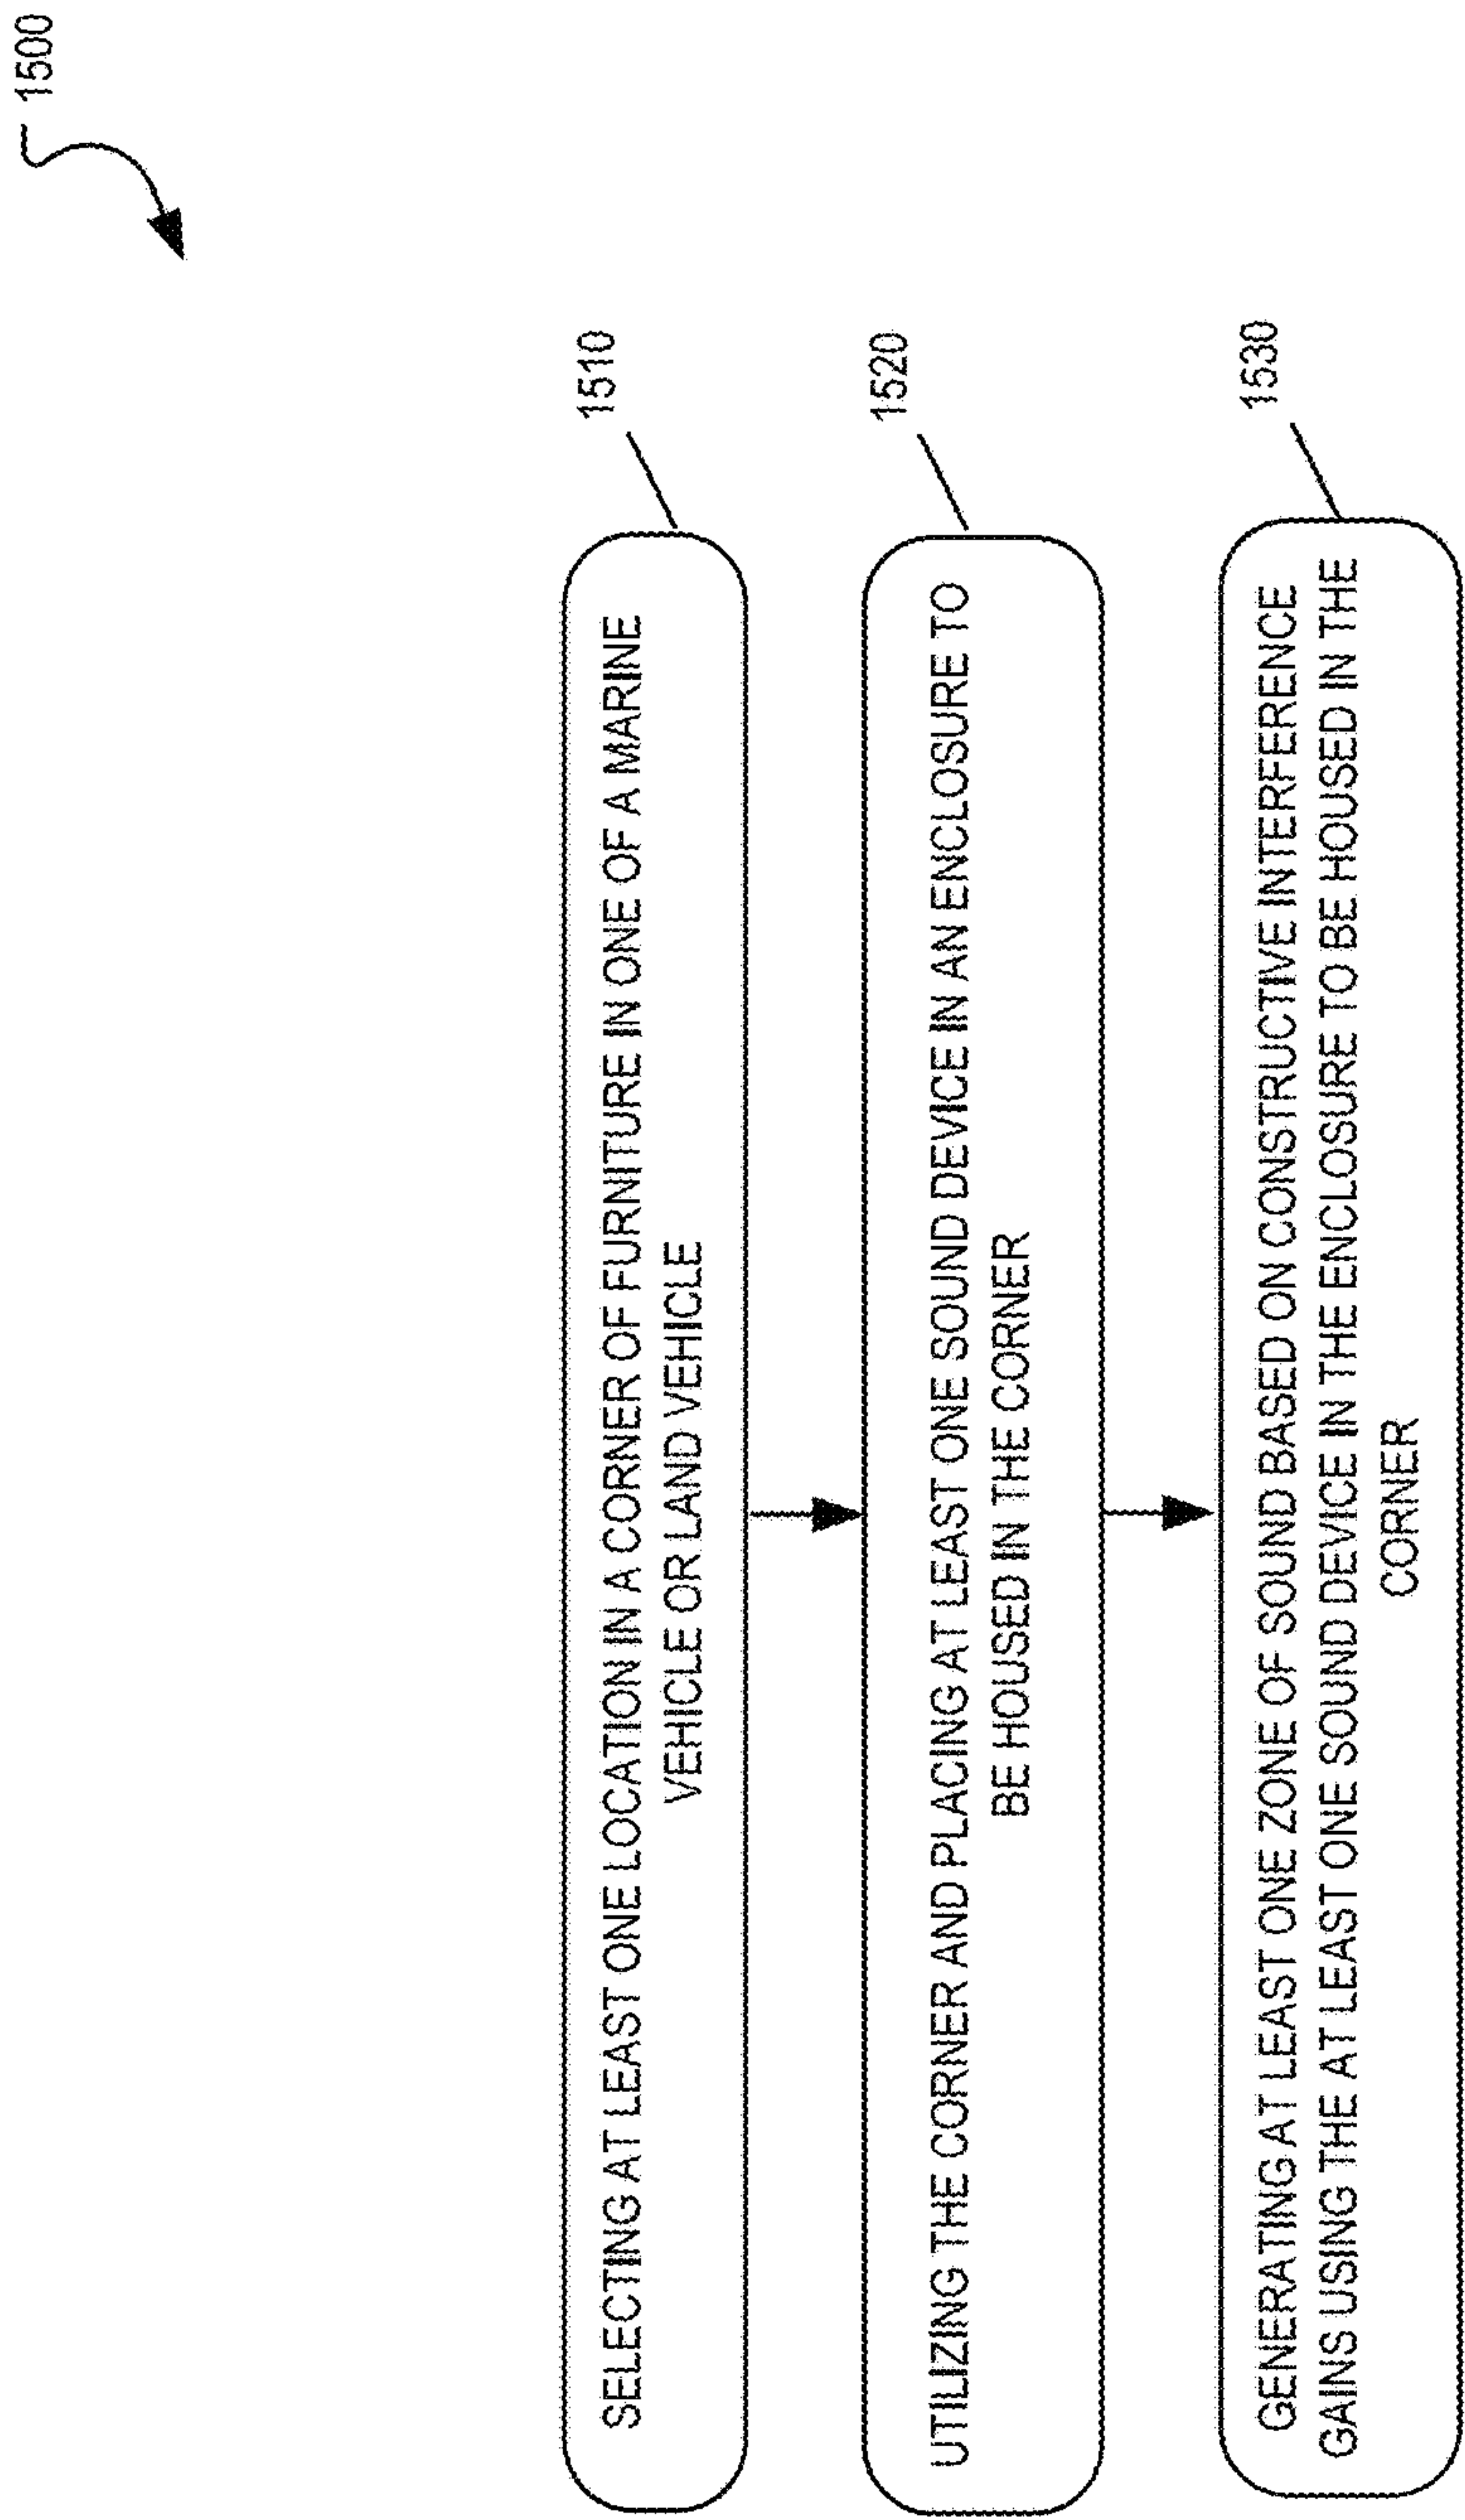 1500
1510
SELECTING AT LEAST ONE LOCATION IN A CORNER OF FURNITURE IN ONE OF A MARINE
VEHICLE OR LAND VEHICLE
1520
UTILIZING THE CORNER AND PLACING AT LEAST ONE SOUND DEVICE IN AN ENCLOSURE TO
BE HOUSED IN THE CORNER
1530
GENERATING AT LEAST ONE ZONE OF SOUND BASED ON CONSTRUCTIVE INTERFERENCE
GAINS USING THE AT LEAST ONE SOUND DEVICE IN THE ENCLOSURE TO BE HOUSED IN THE
CORNER